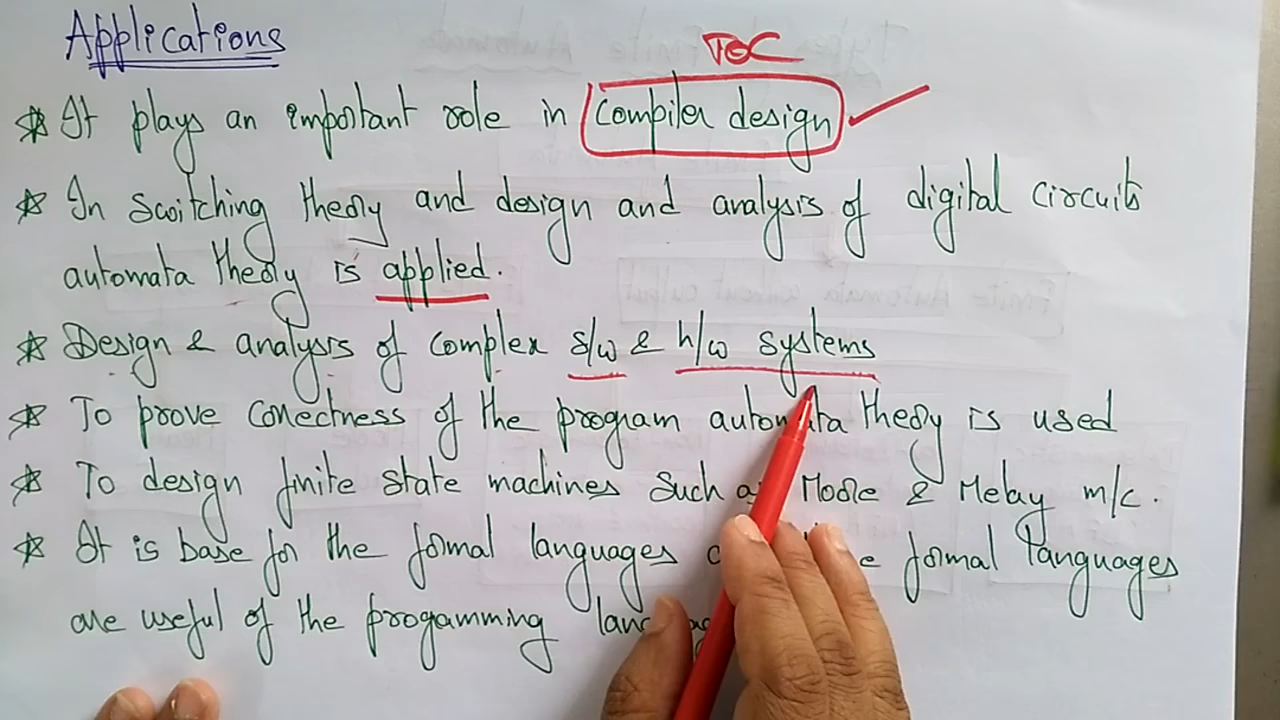 Applications
TOC
☆ It plays an important role in compiler design
☆ In switching theory and design and analysis of digital circuits
automata theory is applied.
☆ Design & analysis of complex s/w & h/w systems
☆ To prove correctness of the program automata theory is used
☆ To design finite state machines such as Moore & Melay m/c.
☆ It is base for the formal languages formal languages
are useful of the progamming